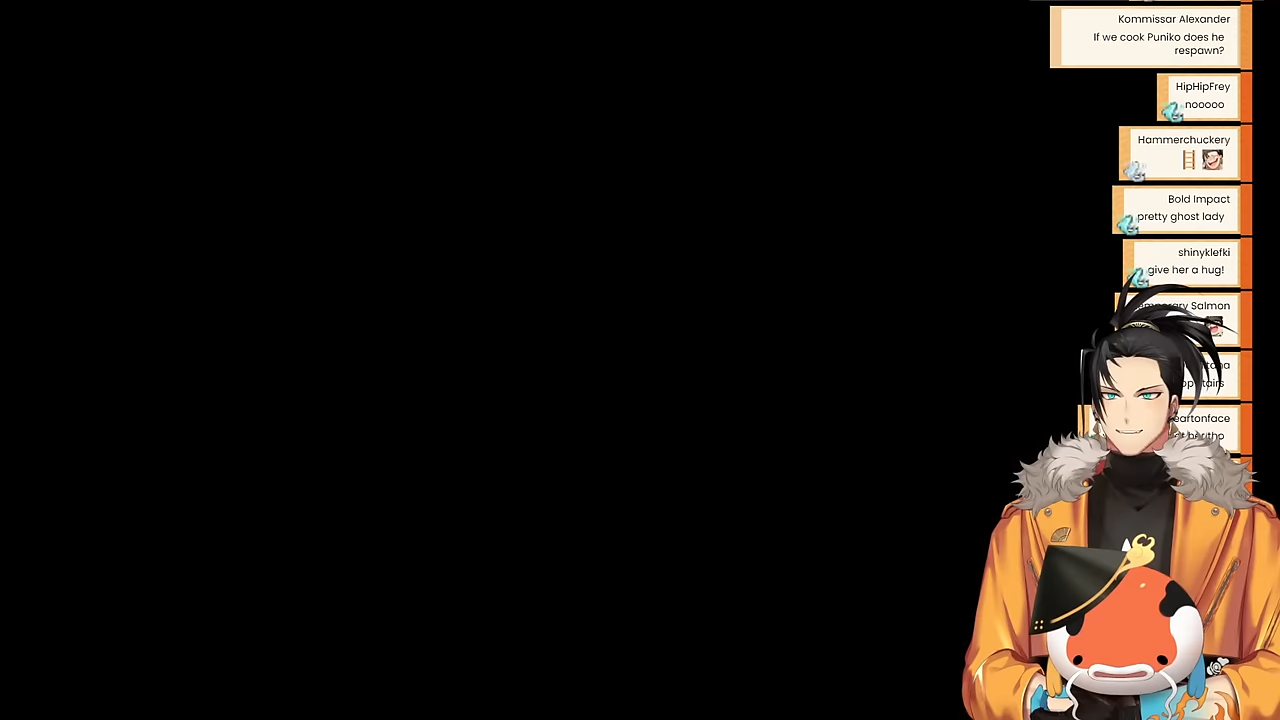 Kommissar Alexander
If we cook Puniko does he
respawn?
HipHipFrey
nooooo
Hammerchuckery
Bold Impact
pretty ghost lady
shinyklefki
give her a hug!
Salmon